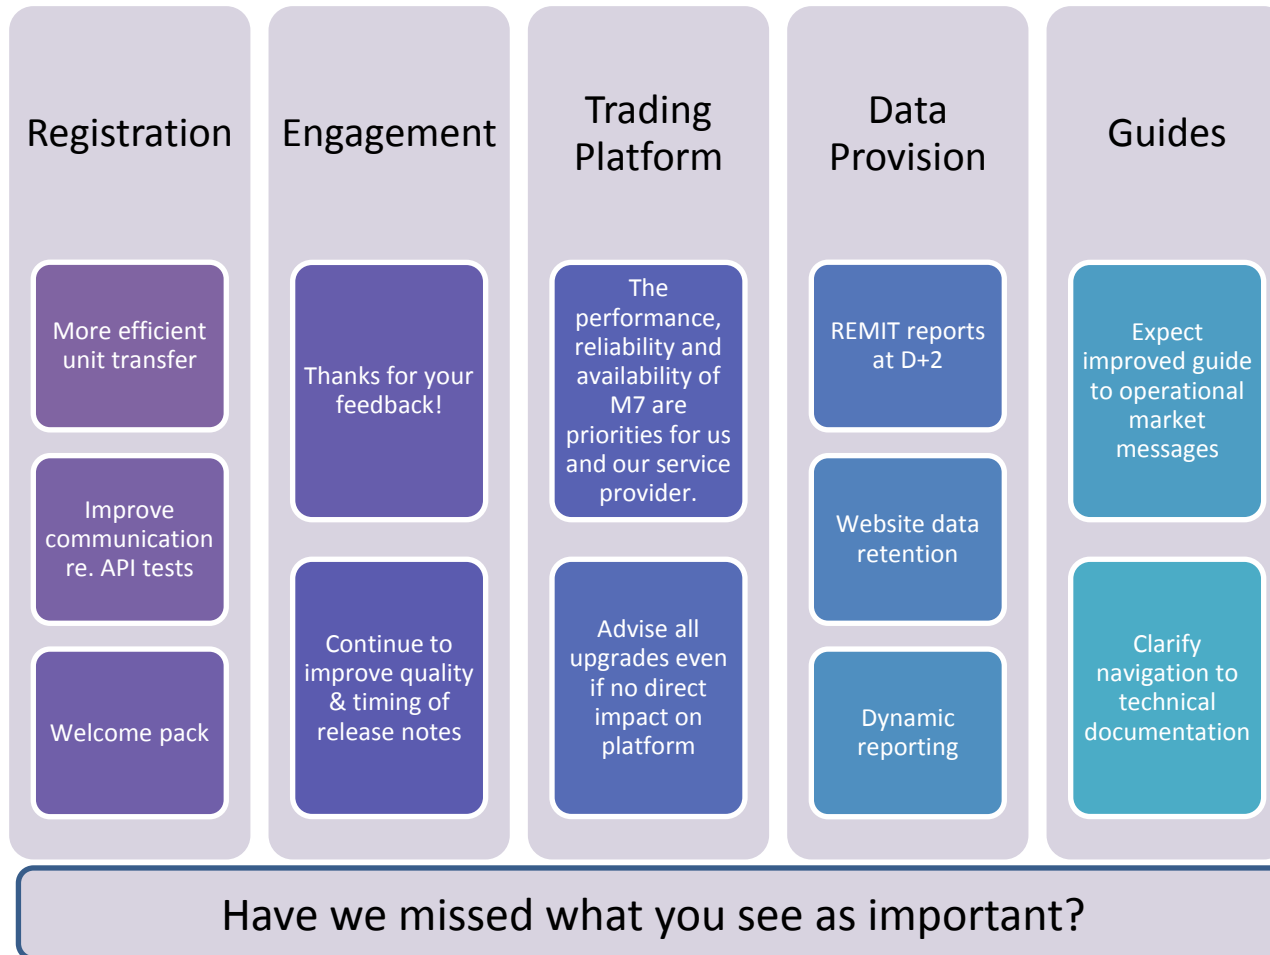 Registration
More efficient
unit transfer
Improve
communication
re. API tests
Welcome pack
Engagement
Thanks for your
feedback!
Continue to
improve quality
& timing of
release notes
Trading
Platform
The
performance,
reliability and
availability of
M7 are
priorities for us
and our service
provider.
Advise all
upgrades even
if no direct
impact on
platform
Data
Provision
REMIT reports
at D+2
Website data
retention
Dynamic
reporting
Guides
Expect
improved guide
to operational
market
messages
Clarify
navigation to
technical
documentation
Have we missed what you see as important?